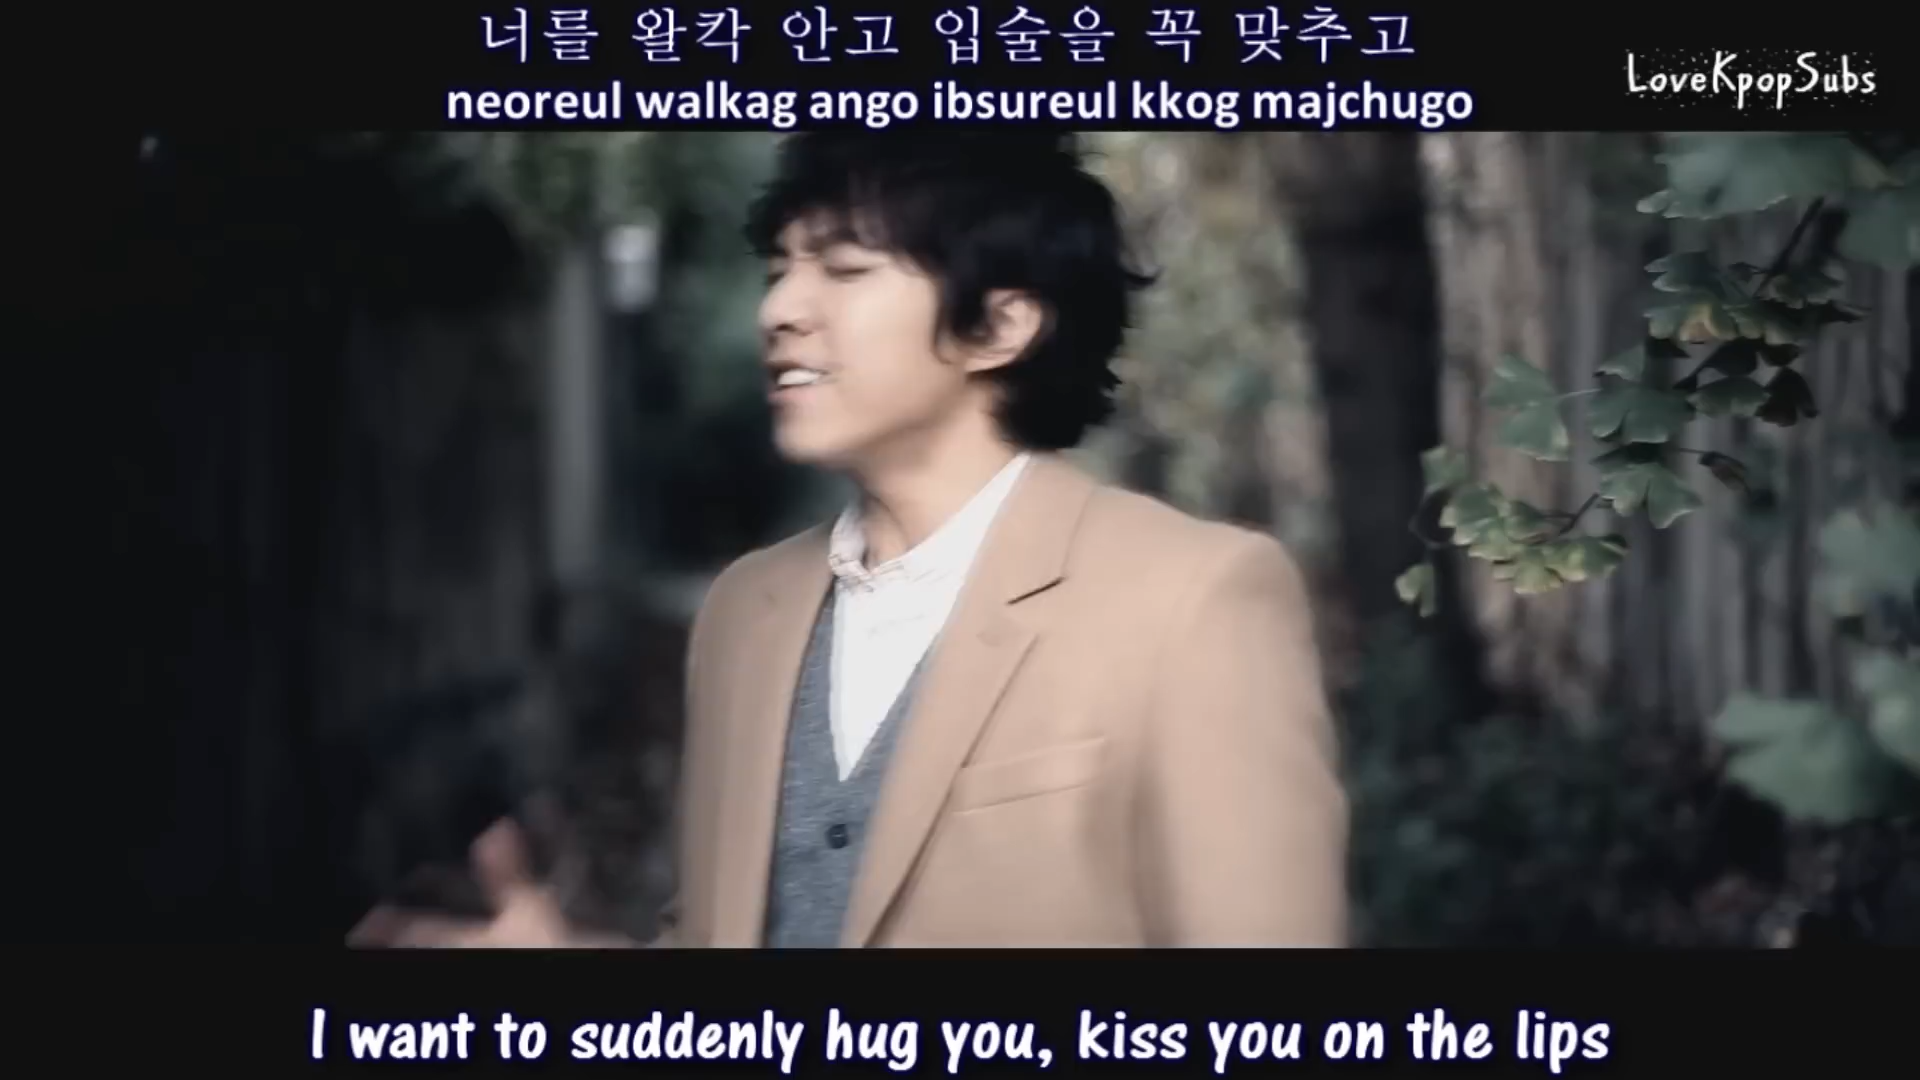 너를 왈칵 안고 입술을 꼭 맞추고
neoreul walkag ango ibsureul kkog majchugo
LoveKpopSubs
I want to suddenly hug you, kiss you on the lips